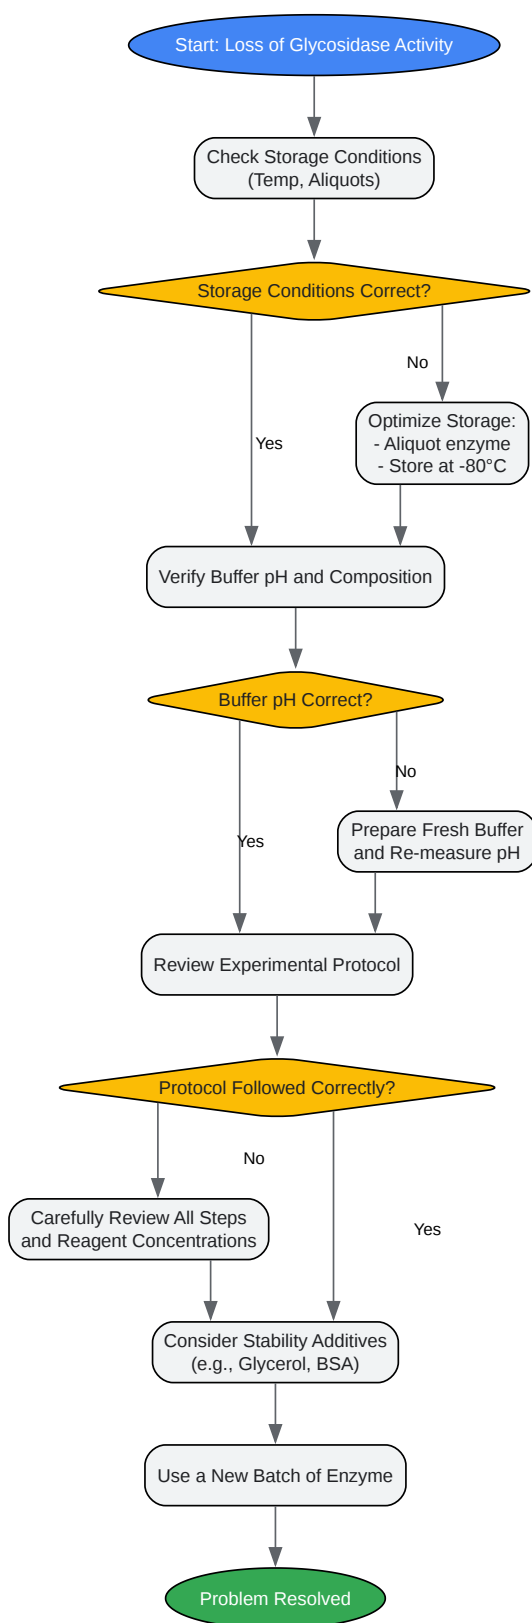 Start: Loss of Glycosidase Activity
Check Storage Conditions
(Temp, Aliquots)
Storage Conditions Correct?
No
Optimize Storage:
- Aliquot enzyme
- Store at -80°C
Yes
Verify Buffer pH and Composition
Buffer pH Correct?
No
Prepare Fresh Buffer
and Re-measure pH
Yes
Review Experimental Protocol
Protocol Followed Correctly?
No
Carefully Review All Steps
and Reagent Concentrations
Yes
Consider Stability Additives
(e.g., Glycerol, BSA)
Use a New Batch of Enzyme
Problem Resolved